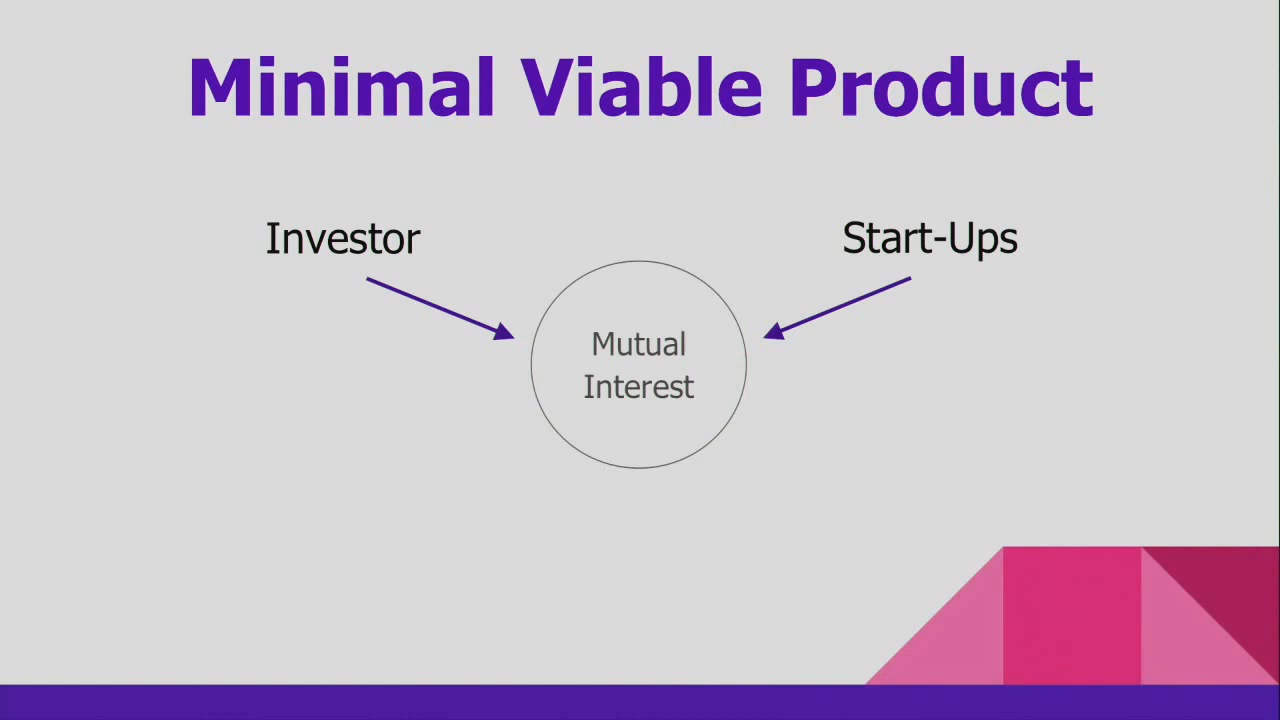 Minimal Viable Product
Investor
Start-Ups
Mutual
Interest